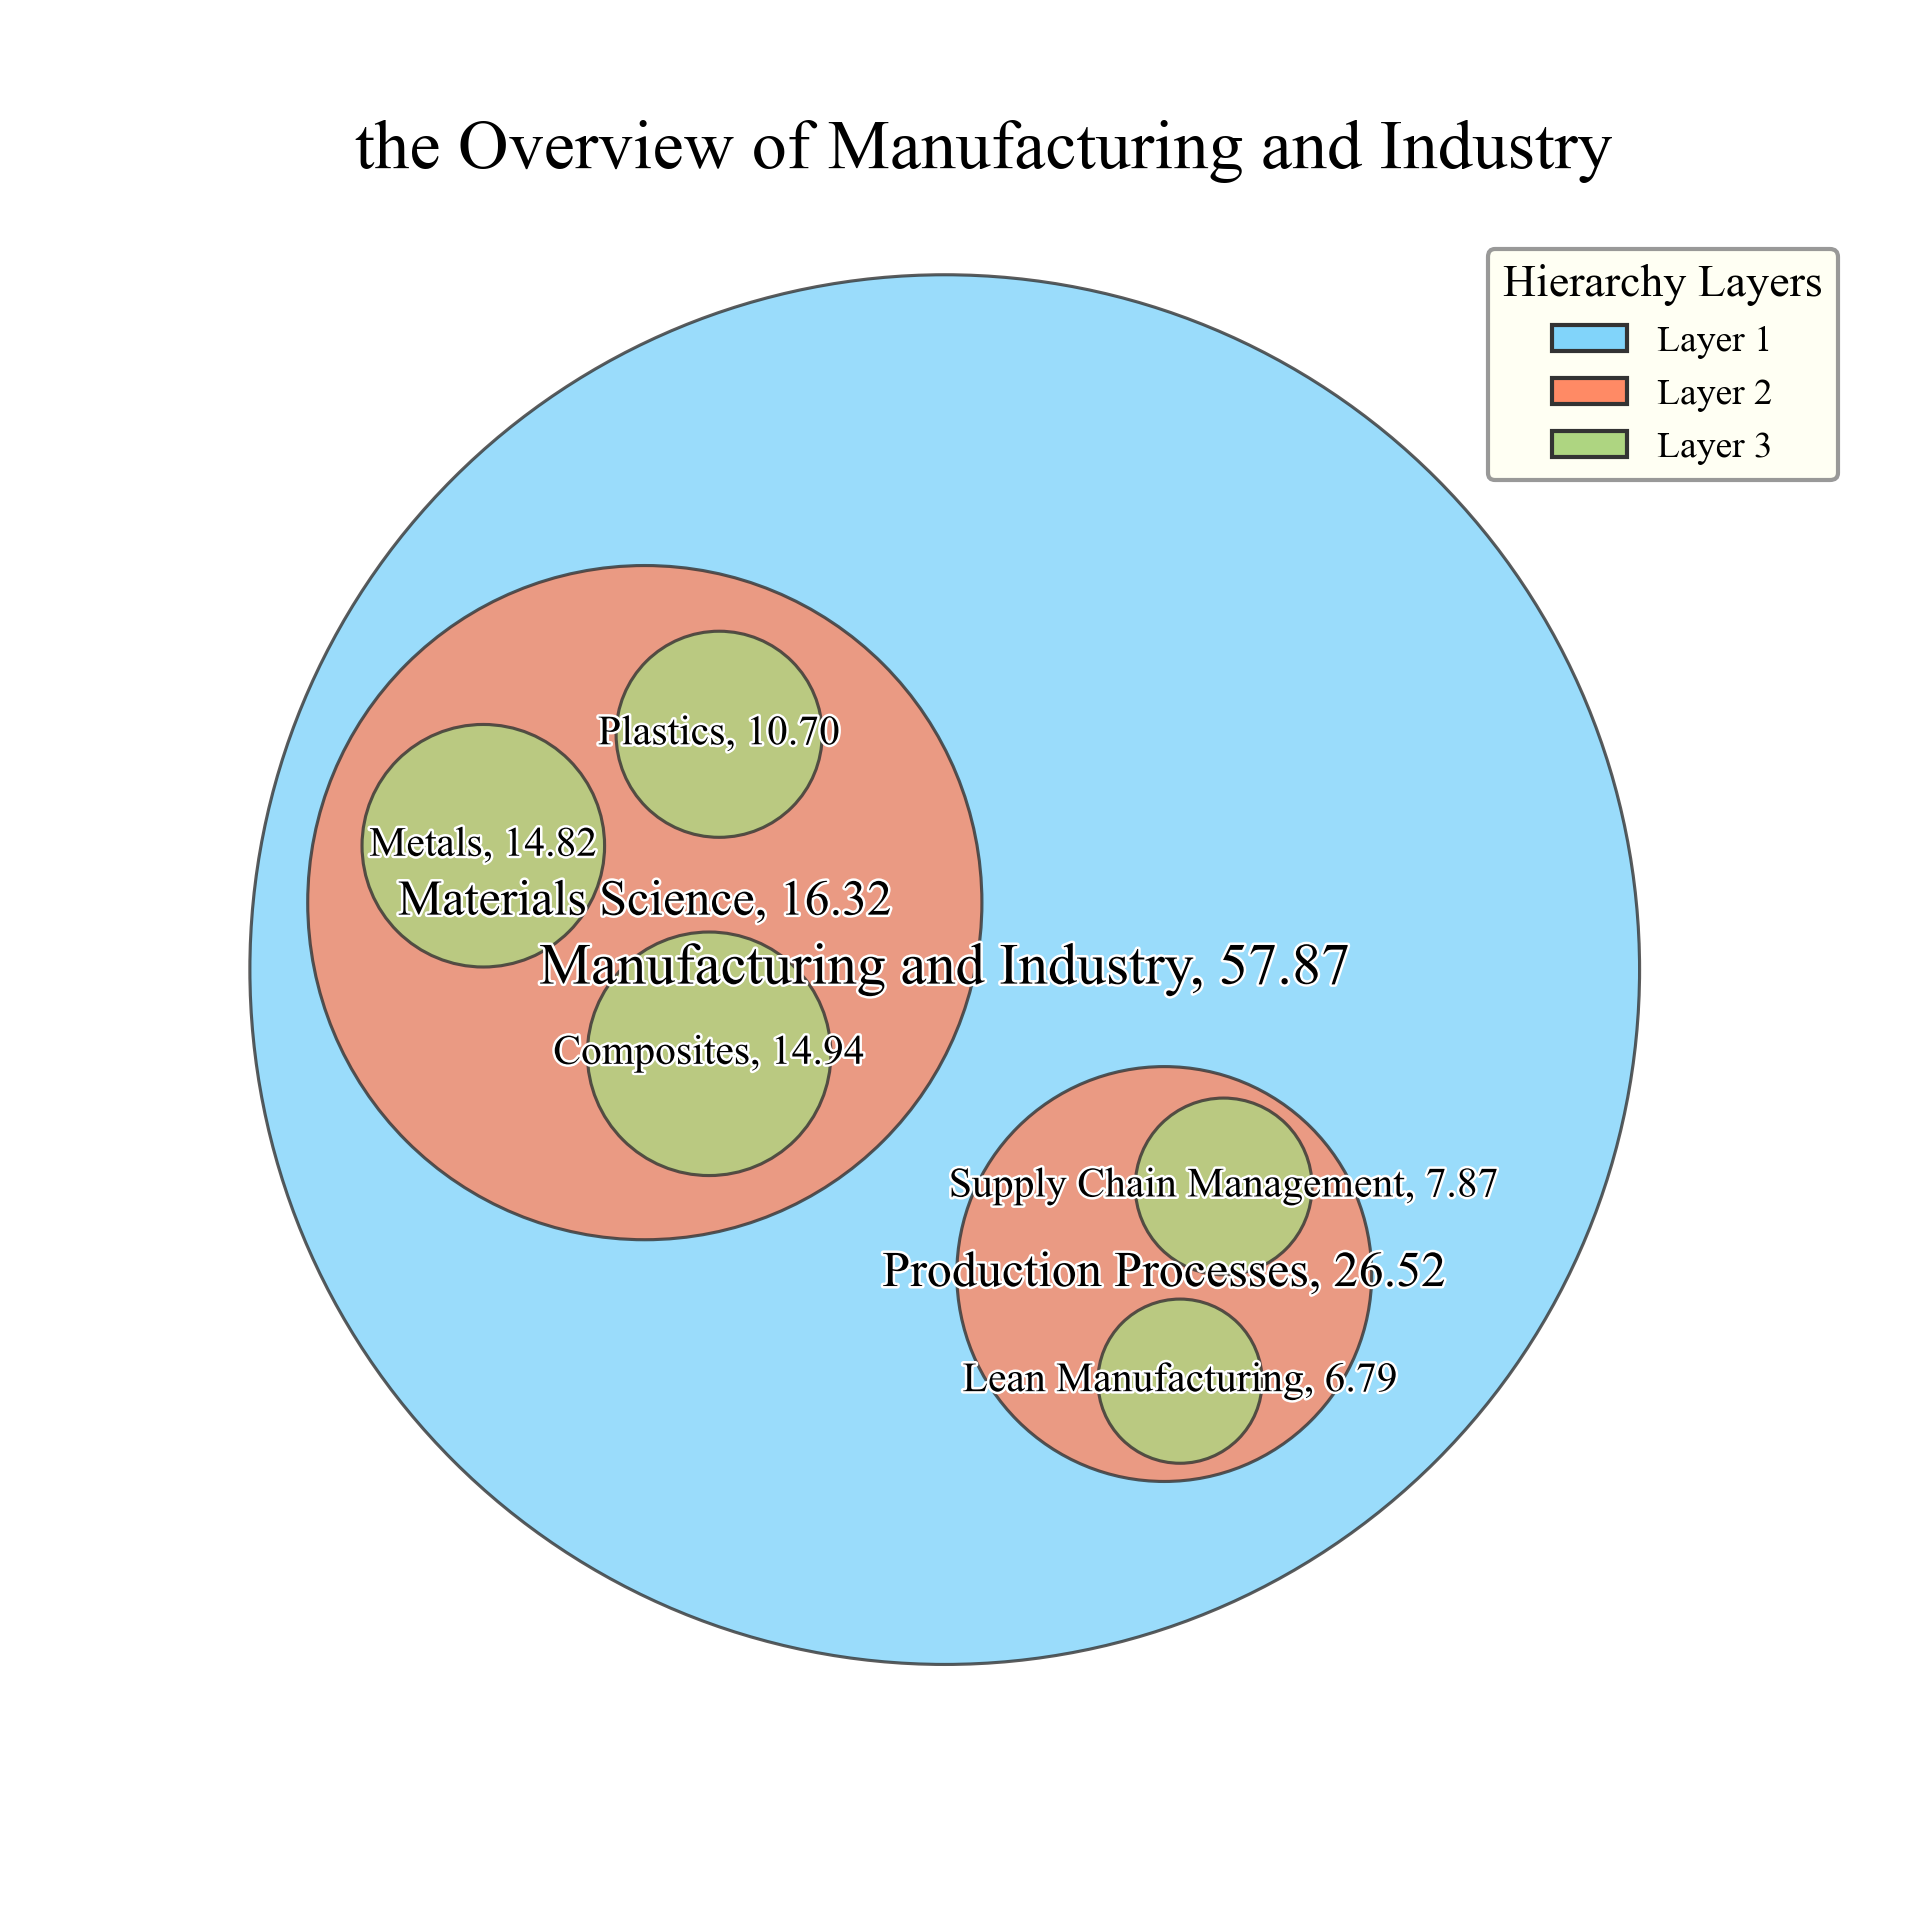 the Overview of Manufacturing and Industry
Hierarchy Layers
Layer 1
Layer 2
Layer 3
Plastics, 10.70
Metals, 14.82
Materials Science, 16.32
Manufacturing and Industry, 57.87
Composites, 14.94
Supply Chain Management, 7.87
Production Processes, 26.52
Lean Manufacturing, 6.79